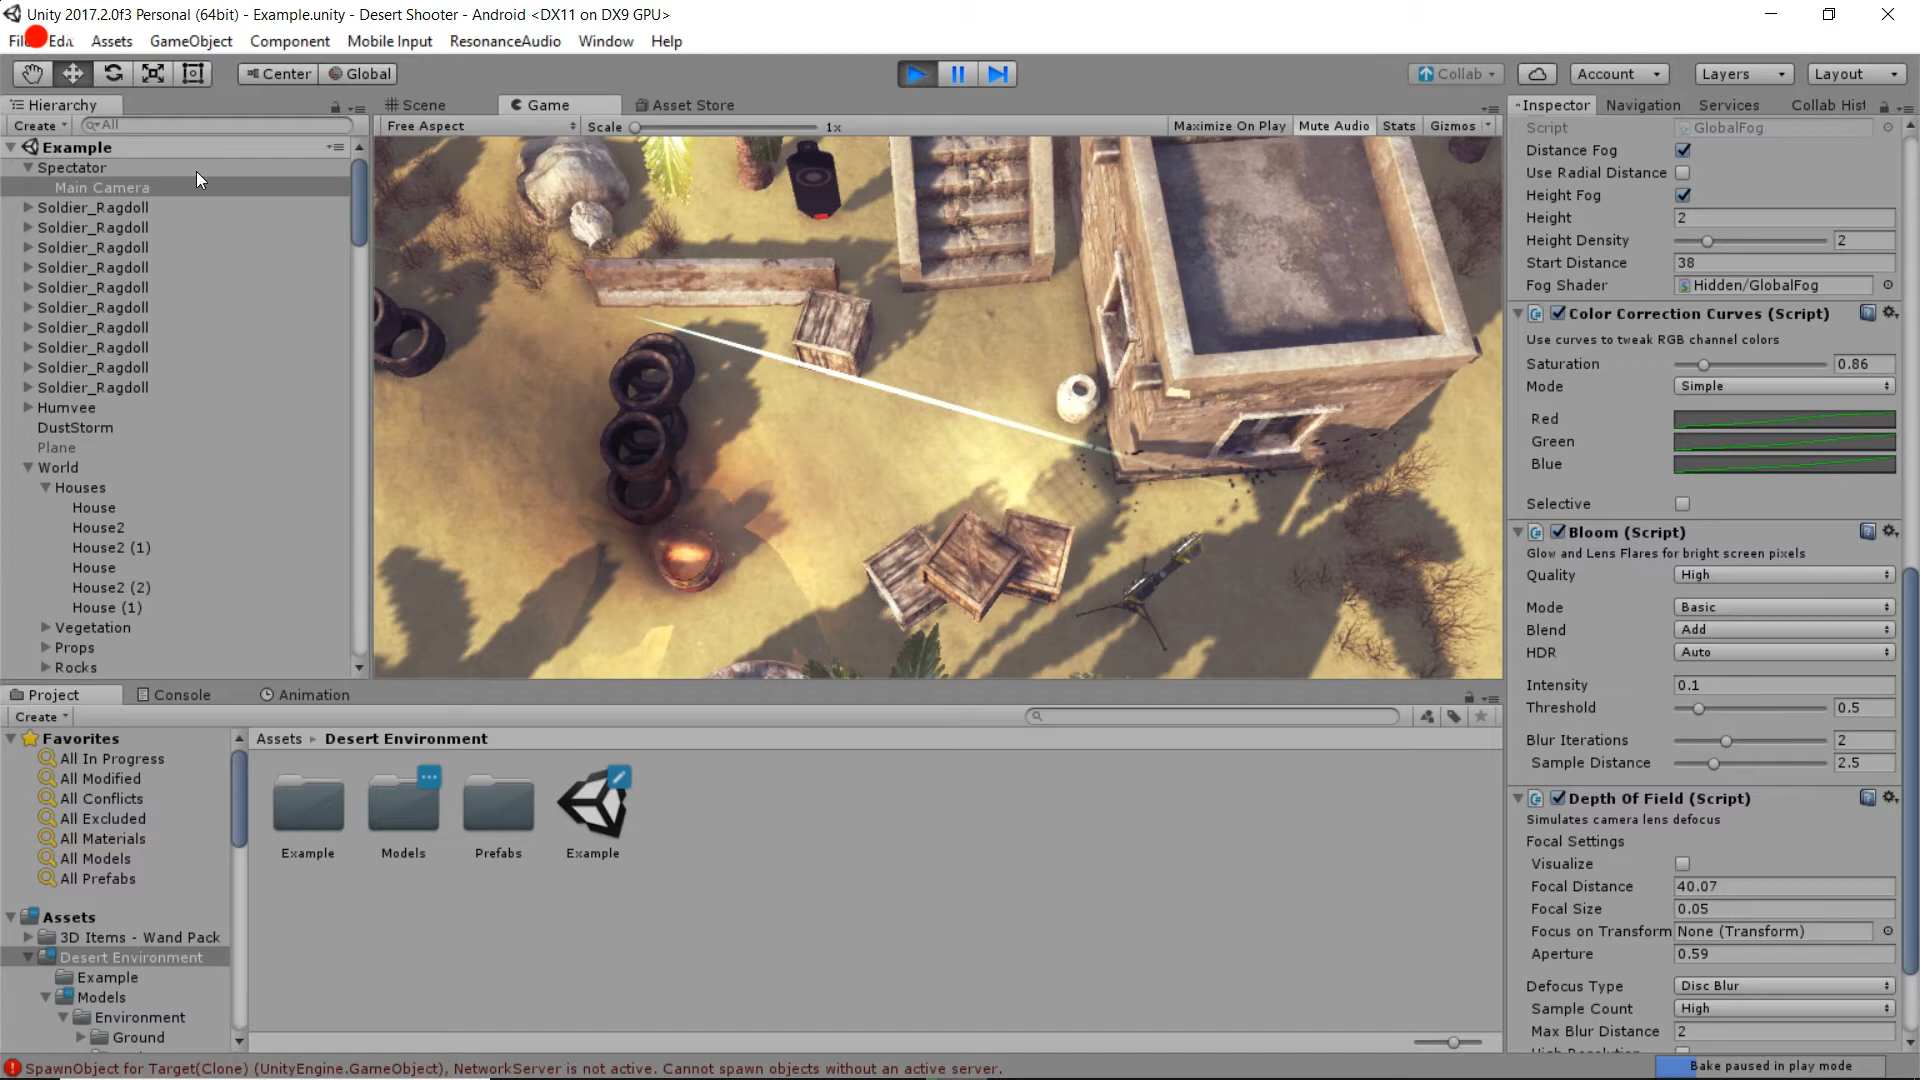 Unity 2017.2.0f3 Personal (64bit) - Example.unity - Desert Shooter - Android <DX11 on DX9 GPU>
Assets GameObject Component Mobile Input ResonanceAudio Window Help
Center Global Collab Account Layers Layout
Hierarchy Scene Game Asset Store Inspector Navigation Services Collab Hist
Create All Free Aspect Scale 1x Maximize On Play Mute Audio Stats Gizmos
Example
Spectator
Main Camera
Soldier_Ragdoll
Soldier_Ragdoll
Soldier_Ragdoll
Soldier_Ragdoll
Soldier_Ragdoll
Soldier_Ragdoll
Soldier_Ragdoll
Soldier_Ragdoll
Soldier_Ragdoll
Soldier_Ragdoll
Humvee
DustStorm
Plane
World
Houses
House
House2
House2 (1)
House
House2 (2)
House (1)
Vegetation
Props
Rocks
Script GlobalFog
Distance Fog
Use Radial Distance
Height Fog
Height 2
Height Density 2
Start Distance 38
Fog Shader Hidden/GlobalFog
Color Correction Curves (Script)
Use curves to tweak RGB channel colors
Saturation 0.86
Mode Simple
Red
Green
Blue
Selective
Bloom (Script)
Glow and Lens Flares for bright screen pixels
Quality High
Mode Basic
Blend Add
HDR Auto
Intensity 0.1
Threshold 0.5
Blur Iterations 2
Sample Distance 2.5
Depth Of Field (Script)
Simulates camera lens defocus
Focal Settings
Visualize
Focal Distance 40.07
Focal Size 0.05
Focus on Transform None (Transform)
Aperture 0.59
Defocus Type Disc Blur
Sample Count High
Max Blur Distance 2
Project Console Animation
Create
Favorites
All In Progress
All Modified
All Conflicts
All Excluded
All Materials
All Models
All Prefabs
Assets
3D Items - Wand Pack
Desert Environment
Example
Models
Environment
Ground
Assets ▸ Desert Environment
Example Models Prefabs Example
SpawnObject for Target(Clone) (UnityEngine.GameObject), NetworkServer is not active. Cannot spawn objects without an active server.
Bake paused in play mode